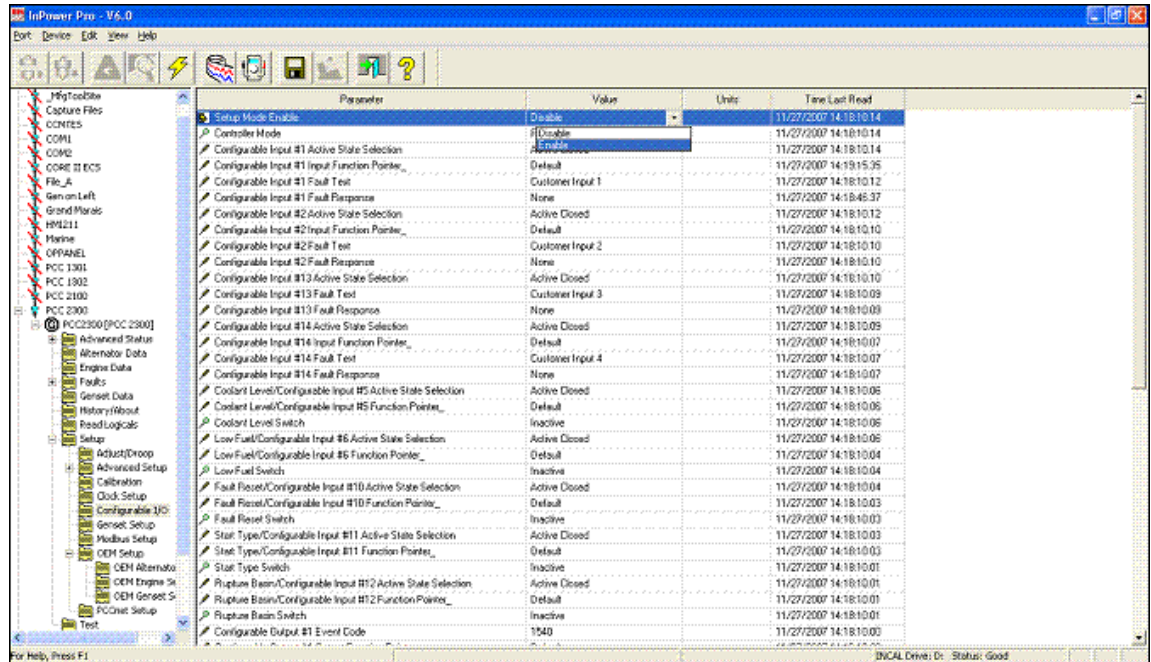 InPower Pro - V6.0
Port Device Edit View Help
_MfgToolSite
Capture Files
CCNTES
COM1
COM2
CORE II ECS
File_A
Gen on Left
Grand Marais
HM1211
Marine
OPPANEL
PCC 1301
PCC 1302
PCC 2100
PCC 2300
PCC2300 [PCC 2300]
Advanced Status
Alternator Data
Engine Data
Faults
Genset Data
History/About
Read Logicals
Setup
Adjust/Droop
Advanced Setup
Calibration
Clock Setup
Configurable I/O
Genset Setup
Modbus Setup
OEM Setup
OEM Alternato
OEM Engine Se
OEM Genset S
PCCnet Setup
Test
Parameter Value Units Time Last Read
Setup Mode Enable Disable 11/27/2007 14:18:10.14
Disable
Enable
Controller Mode 11/27/2007 14:18:10.14
Configurable Input #1 Active State Selection 11/27/2007 14:18:10.14
Configurable Input #1 Input Function Pointer_ Default 11/27/2007 14:19:15.35
Configurable Input #1 Fault Text Customer Input 1 11/27/2007 14:18:10.12
Configurable Input #1 Fault Response None 11/27/2007 14:18:46.37
Configurable Input #2 Active State Selection Active Closed 11/27/2007 14:18:10.12
Configurable Input #2 Input Function Pointer_ Default 11/27/2007 14:18:10.10
Configurable Input #2 Fault Text Customer Input 2 11/27/2007 14:18:10.10
Configurable Input #2 Fault Response None 11/27/2007 14:18:10.10
Configurable Input #13 Active State Selection Active Closed 11/27/2007 14:18:10.10
Configurable Input #13 Fault Text Customer Input 3 11/27/2007 14:18:10.09
Configurable Input #13 Fault Response None 11/27/2007 14:18:10.09
Configurable Input #14 Active State Selection Active Closed 11/27/2007 14:18:10.09
Configurable Input #14 Input Function Pointer_ Default 11/27/2007 14:18:10.07
Configurable Input #14 Fault Text Customer Input 4 11/27/2007 14:18:10.07
Configurable Input #14 Fault Response None 11/27/2007 14:18:10.07
Coolant Level/Configurable Input #5 Active State Selection Active Closed 11/27/2007 14:18:10.06
Coolant Level/Configurable Input #5 Function Pointer_ Default 11/27/2007 14:18:10.06
Coolant Level Switch Inactive 11/27/2007 14:18:10.06
Low Fuel/Configurable Input #6 Active State Selection Active Closed 11/27/2007 14:18:10.06
Low Fuel/Configurable Input #6 Function Pointer_ Default 11/27/2007 14:18:10.04
Low Fuel Switch Inactive 11/27/2007 14:18:10.04
Fault Reset/Configurable Input #10 Active State Selection Active Closed 11/27/2007 14:18:10.04
Fault Reset/Configurable Input #10 Function Pointer_ Default 11/27/2007 14:18:10.03
Fault Reset Switch Inactive 11/27/2007 14:18:10.03
Start Type/Configurable Input #11 Active State Selection Active Closed 11/27/2007 14:18:10.03
Start Type/Configurable Input #11 Function Pointer_ Default 11/27/2007 14:18:10.03
Start Type Switch Inactive 11/27/2007 14:18:10.01
Rupture Basin/Configurable Input #12 Active State Selection Active Closed 11/27/2007 14:18:10.01
Rupture Basin/Configurable Input #12 Function Pointer_ Default 11/27/2007 14:18:10.01
Rupture Basin Switch Inactive 11/27/2007 14:18:10.01
Configurable Output #1 Event Code 1540 11/27/2007 14:18:10.00
For Help, Press F1 INCAL Drive: D: Status: Good